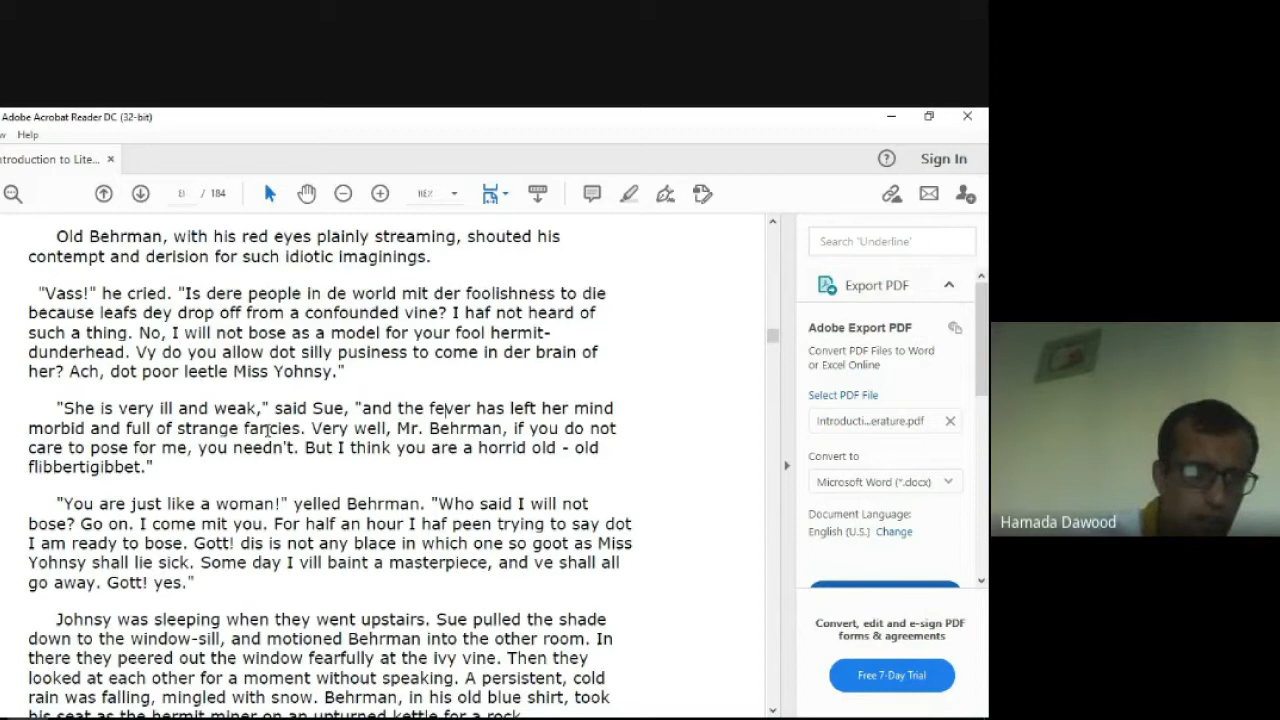 Adobe Acrobat Reader DC (32-bit)
w Help
ntroduction to Lite... ×
Sign In
8 / 184
Old Behrman, with his red eyes plainly streaming, shouted his
contempt and derision for such idiotic imaginings.
"Vass!" he cried. "Is dere people in de world mit der foolishness to die
because leafs dey drop off from a confounded vine? I haf not heard of
such a thing. No, I will not bose as a model for your fool hermit-
dunderhead. Vy do you allow dot silly pusiness to come in der brain of
her? Ach, dot poor leetle Miss Yohnsy."
"She is very ill and weak," said Sue, "and the fever has left her mind
morbid and full of strange fancies. Very well, Mr. Behrman, if you do not
care to pose for me, you needn't. But I think you are a horrid old - old
flibbertigibbet."
"You are just like a woman!" yelled Behrman. "Who said I will not
bose? Go on. I come mit you. For half an hour I haf peen trying to say dot
I am ready to bose. Gott! dis is not any blace in which one so goot as Miss
Yohnsy shall lie sick. Some day I vill baint a masterpiece, and ve shall all
go away. Gott! yes."
Johnsy was sleeping when they went upstairs. Sue pulled the shade
down to the window-sill, and motioned Behrman into the other room. In
there they peered out the window fearfully at the ivy vine. Then they
looked at each other for a moment without speaking. A persistent, cold
rain was falling, mingled with snow. Behrman, in his old blue shirt, took
his seat as the hermit miner on an upturned kettle for a rock.
Search 'Underline'
Export PDF
Adobe Export PDF
Convert PDF Files to Word
or Excel Online
Select PDF File
Introducti...erature.pdf
Convert to
Microsoft Word (*.docx)
Document Language:
English (U.S.) Change
Convert, edit and e-sign PDF
forms & agreements
Free 7-Day Trial
Hamada Dawood